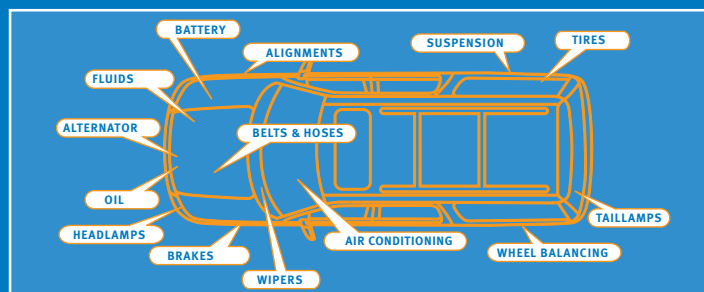 BATTERY
ALIGNMENTS
SUSPENSION
TIRES
FLUIDS
ALTERNATOR
BELTS & HOSES
OIL
HEADLAMPS
BRAKES
WIPERS
AIR CONDITIONING
WHEEL BALANCING
TAILLAMPS